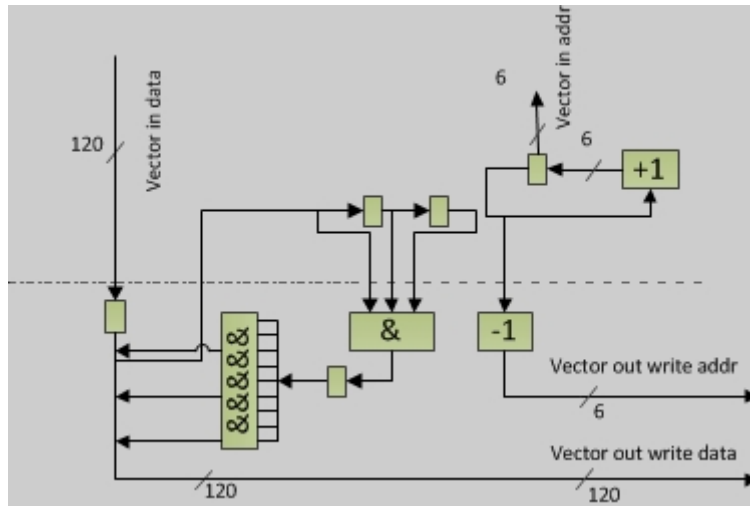 Vector in data
120
Vector in addr
6
6
+1
&
-1
&&&&&
Vector out write addr
6
Vector out write data
120
120